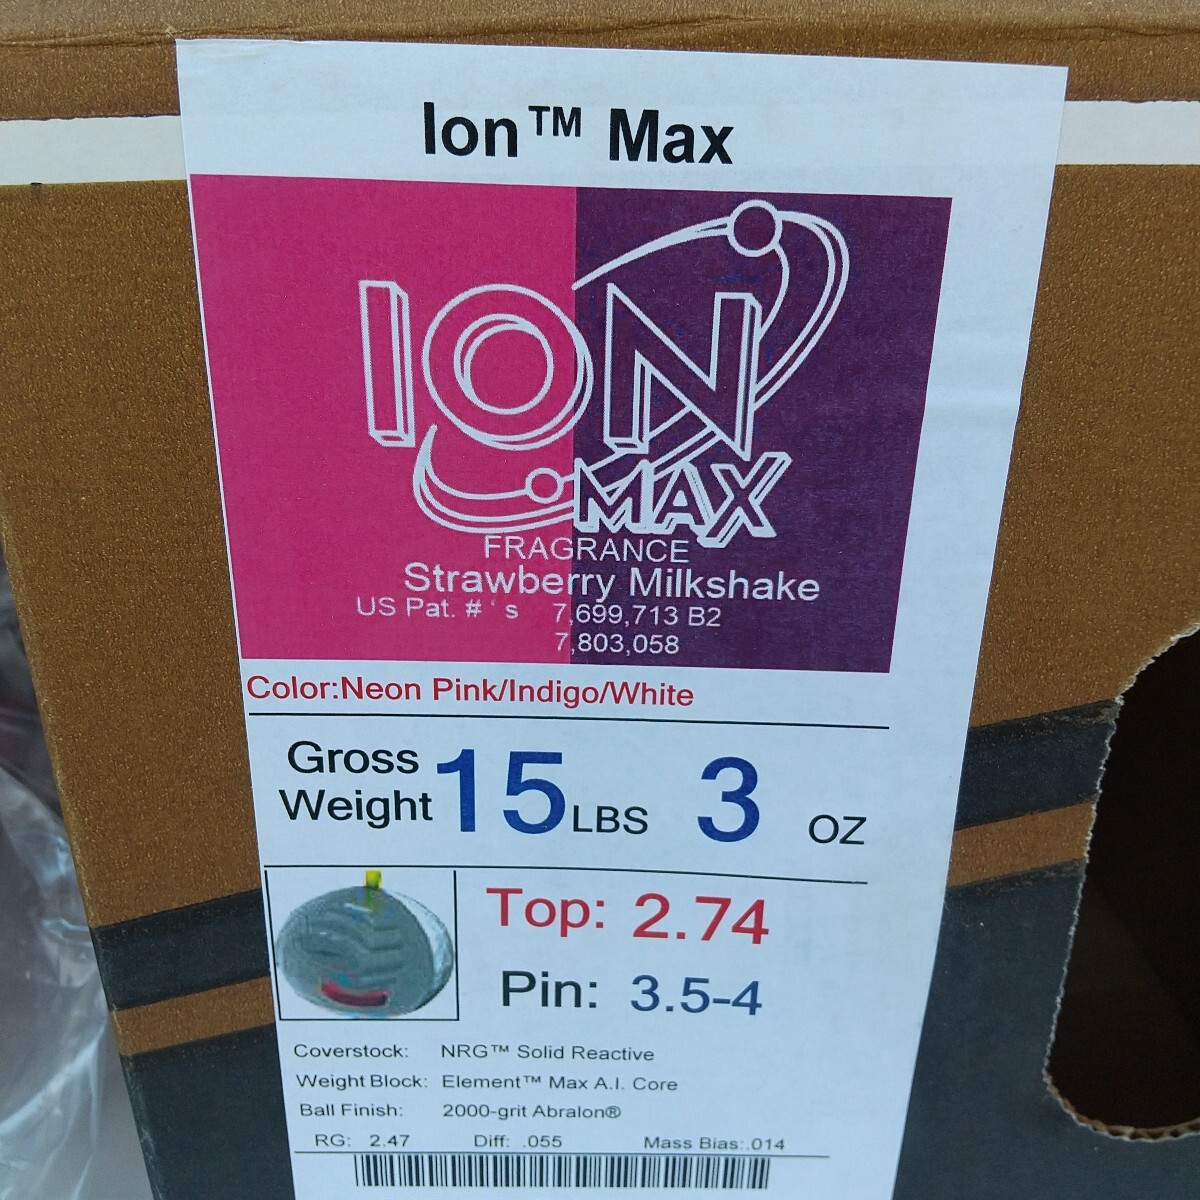 Ion™ Max
ION
MAX
FRAGRANCE
Strawberry Milkshake
US Pat. #'s 7,699,713 B2
7,803,058
Color:Neon Pink/Indigo/White
Gross Weight 15 LBS 3 OZ
Top: 2.74
Pin: 3.5-4
Coverstock: NRG™ Solid Reactive
Weight Block: Element™ Max A.I. Core
Ball Finish: 2000-grit Abralon®
RG: 2.47 Diff: .055 Mass Bias:.014